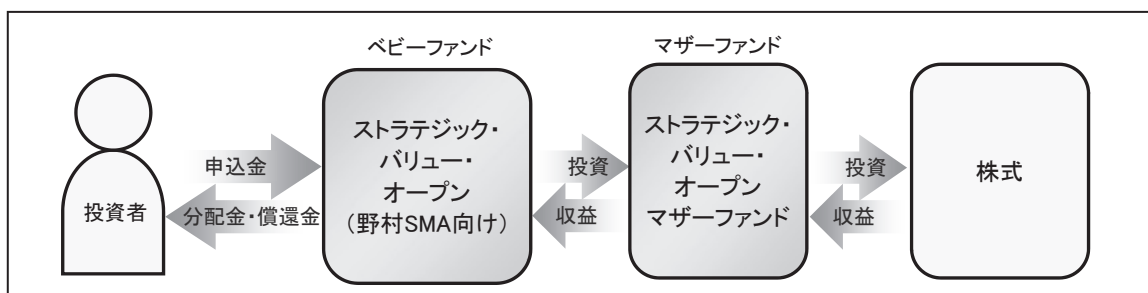 ベビーファンド
マザーファンド
投資者
申込金
分配金・償還金
ストラテジック・
バリュー・
オープン
(野村SMA向け)
投資
収益
ストラテジック・
バリュー・
オープン
マザーファンド
投資
収益
株式